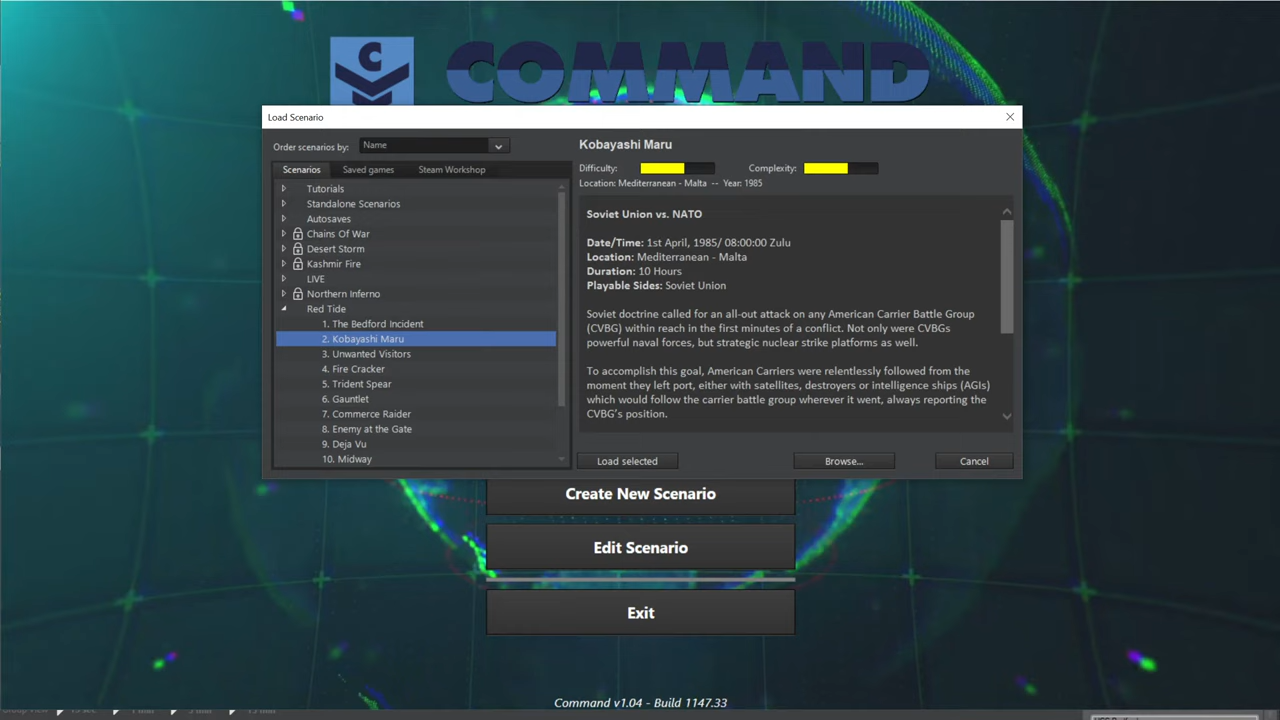 COMMAND
Load Scenario
Order scenarios by:
Name
Scenarios
Saved games
Steam Workshop
Tutorials
Standalone Scenarios
Autosaves
Chains Of War
Desert Storm
Kashmir Fire
LIVE
Northern Inferno
Red Tide
1. The Bedford Incident
2. Kobayashi Maru
3. Unwanted Visitors
4. Fire Cracker
5. Trident Spear
6. Gauntlet
7. Commerce Raider
8. Enemy at the Gate
9. Deja Vu
10. Midway
Kobayashi Maru
Difficulty:
Complexity:
Location: Mediterranean - Malta -- Year: 1985
Soviet Union vs. NATO
Date/Time: 1st April, 1985/ 08:00:00 Zulu
Location: Mediterranean - Malta
Duration: 10 Hours
Playable Sides: Soviet Union
Soviet doctrine called for an all-out attack on any American Carrier Battle Group
(CVBG) within reach in the first minutes of a conflict. Not only were CVBGs
powerful naval forces, but strategic nuclear strike platforms as well.
To accomplish this goal, American Carriers were relentlessly followed from the
moment they left port, either with satellites, destroyers or intelligence ships (AGIs)
which would follow the carrier battle group wherever it went, always reporting the
CVBG's position.
Load selected
Browse...
Cancel
Create New Scenario
Edit Scenario
Exit
Command v1.04 - Build 1147.33